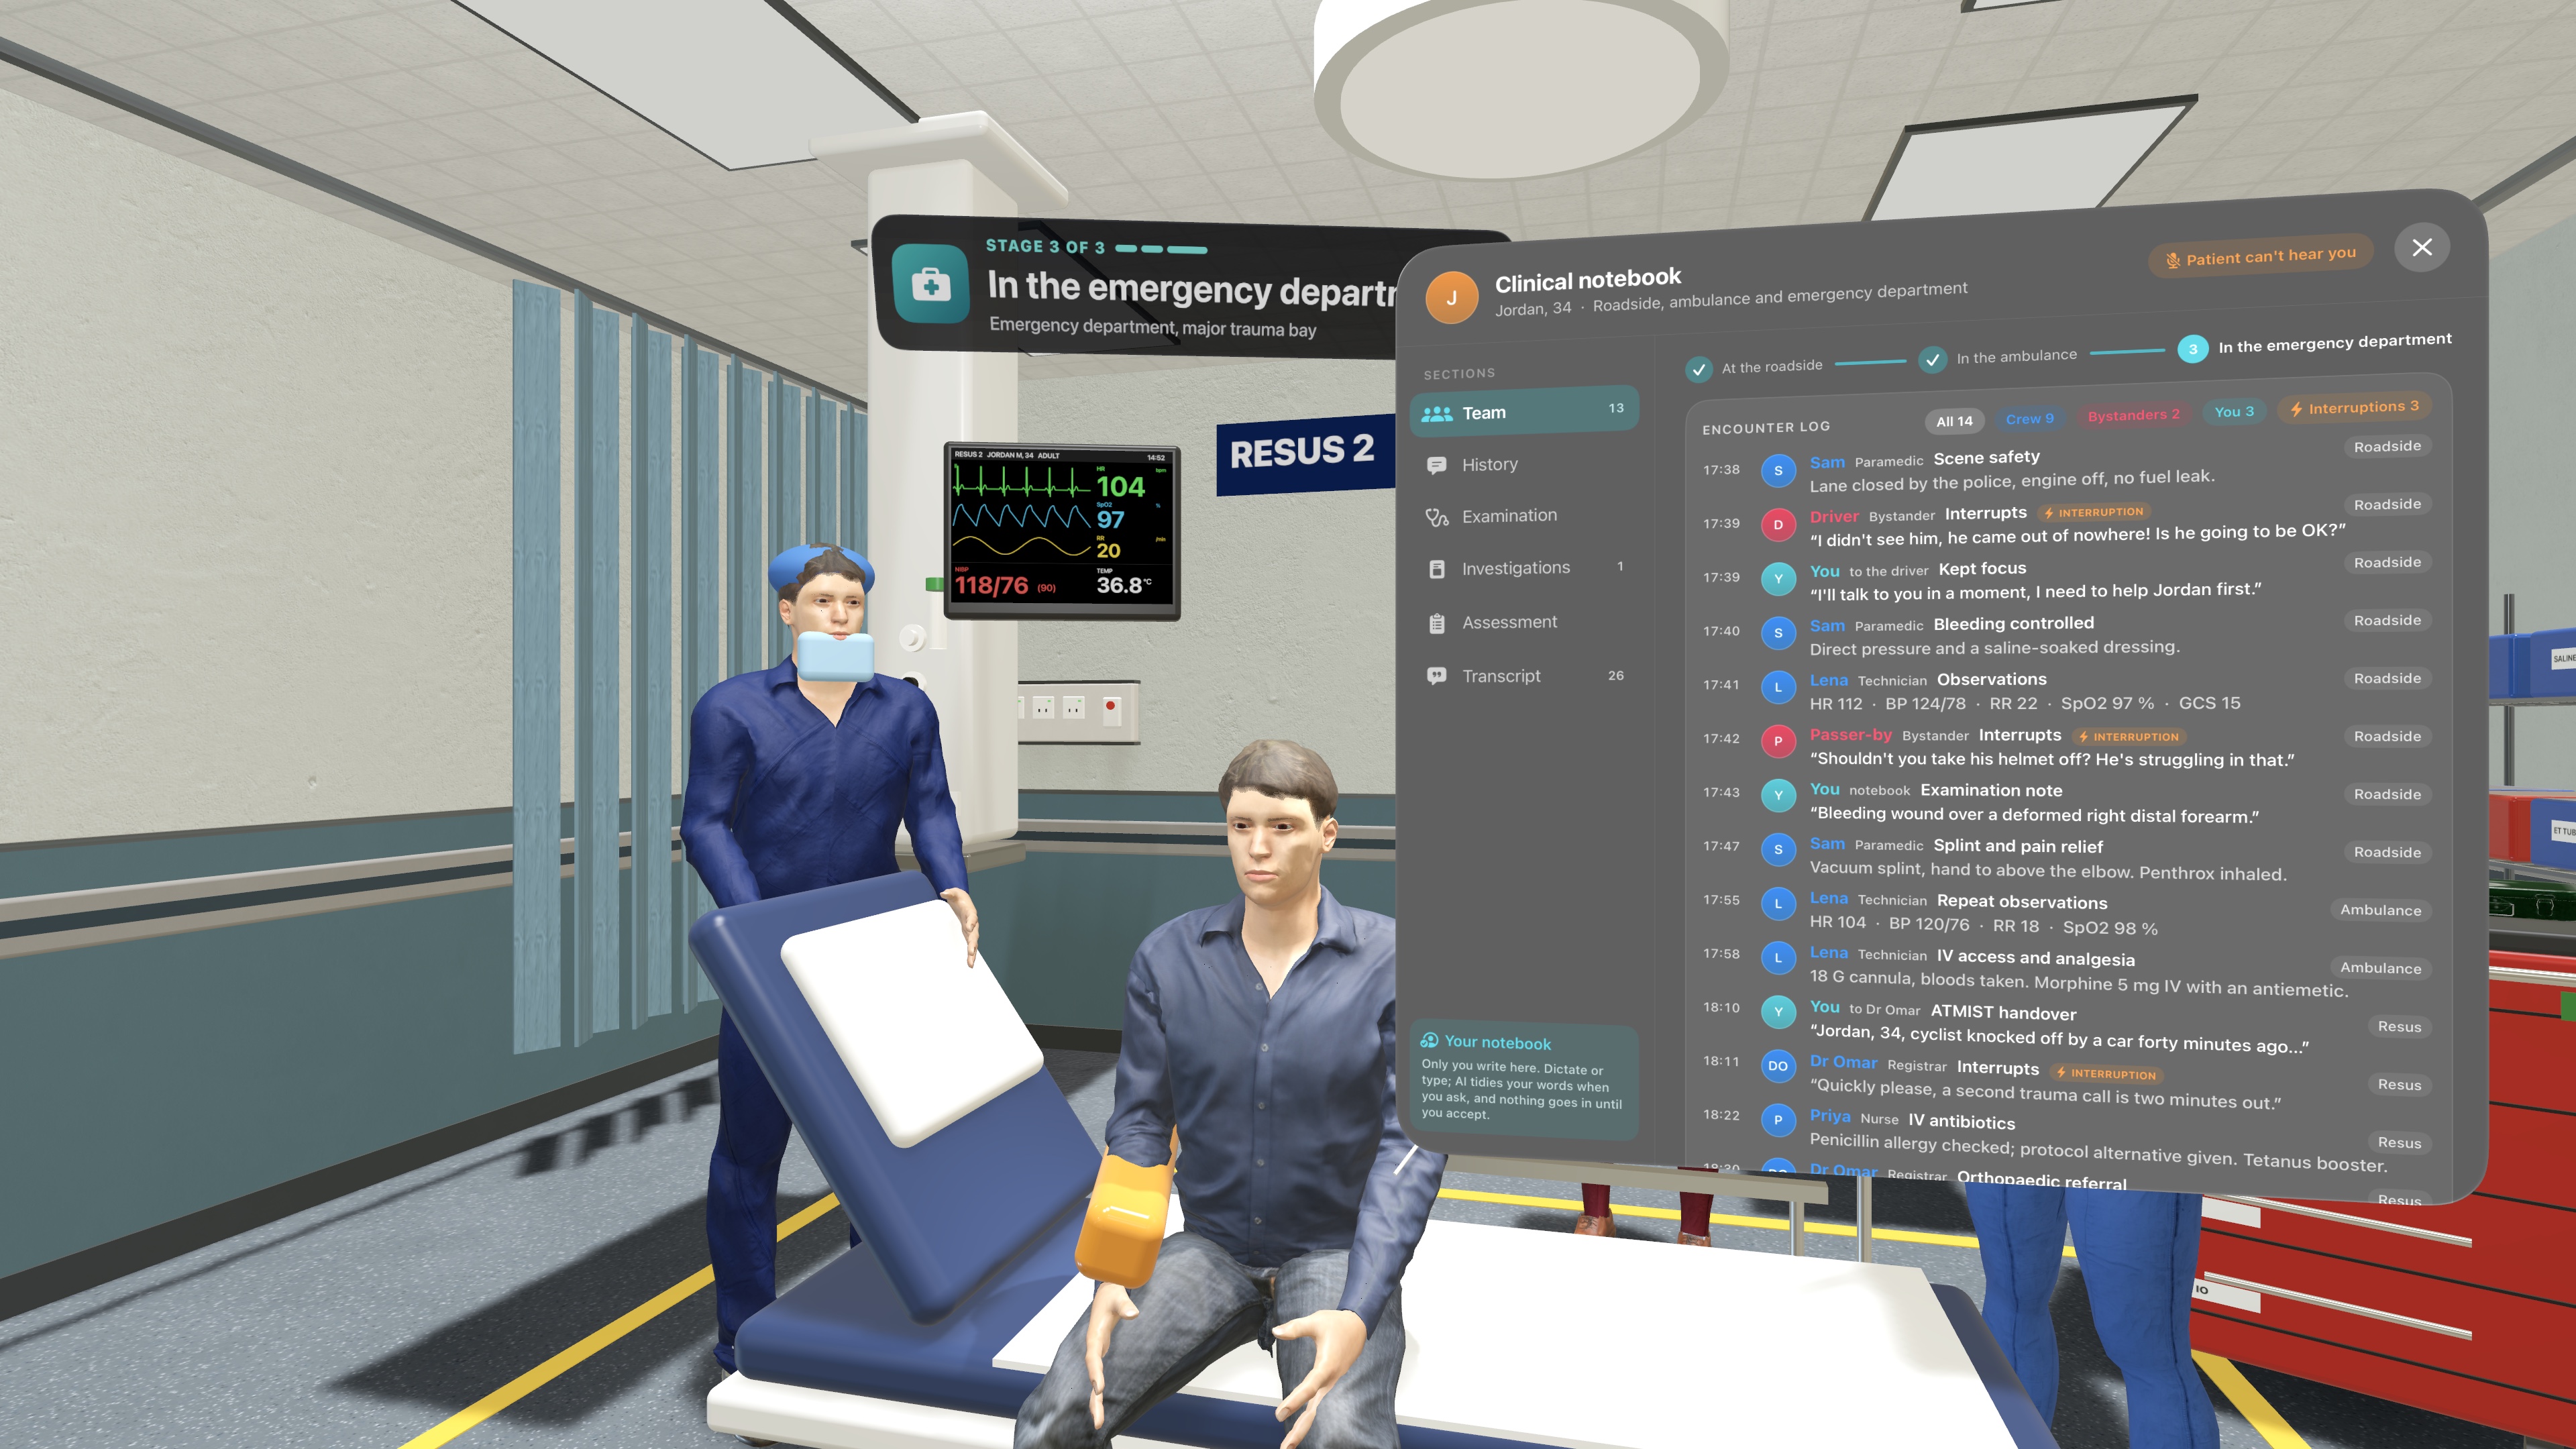 STAGE 3 OF 3
In the emergency departr
Emergency department, major trauma bay
RESUS 2 JORDAN M, 34 ADULT 14:52
HR bpm
104
SpO2 %
97
RR /min
20
NIBP
118/76 (90)
TEMP
36.8 °C
RESUS 2
J
Clinical notebook
Jordan, 34 · Roadside, ambulance and emergency department
Patient can't hear you
SECTIONS
Team 13
History
Examination
Investigations 1
Assessment
Transcript 26
Your notebook
Only you write here. Dictate or
type; AI tidies your words when
you ask, and nothing goes in until
you accept.
At the roadside
In the ambulance
3 In the emergency department
ENCOUNTER LOG
All 14 Crew 9 Bystanders 2 You 3 Interruptions 3
17:38 S Sam Paramedic Scene safety Roadside
Lane closed by the police, engine off, no fuel leak.
17:39 D Driver Bystander Interrupts INTERRUPTION Roadside
“I didn't see him, he came out of nowhere! Is he going to be OK?”
17:39 Y You to the driver Kept focus Roadside
“I'll talk to you in a moment, I need to help Jordan first.”
17:40 S Sam Paramedic Bleeding controlled Roadside
Direct pressure and a saline-soaked dressing.
17:41 L Lena Technician Observations Roadside
HR 112 · BP 124/78 · RR 22 · SpO2 97 % · GCS 15
17:42 P Passer-by Bystander Interrupts INTERRUPTION Roadside
“Shouldn't you take his helmet off? He's struggling in that.”
17:43 Y You notebook Examination note Roadside
“Bleeding wound over a deformed right distal forearm.”
17:47 S Sam Paramedic Splint and pain relief Roadside
Vacuum splint, hand to above the elbow. Penthrox inhaled.
17:55 L Lena Technician Repeat observations Ambulance
HR 104 · BP 120/76 · RR 18 · SpO2 98 %
17:58 L Lena Technician IV access and analgesia Ambulance
18 G cannula, bloods taken. Morphine 5 mg IV with an antiemetic.
18:10 Y You to Dr Omar ATMIST handover Resus
“Jordan, 34, cyclist knocked off by a car forty minutes ago...”
18:11 DO Dr Omar Registrar Interrupts INTERRUPTION Resus
“Quickly please, a second trauma call is two minutes out.”
18:22 P Priya Nurse IV antibiotics Resus
Penicillin allergy checked; protocol alternative given. Tetanus booster.
18:30 DO Dr Omar Registrar Orthopaedic referral Resus
SALINE
ET TUB
IO